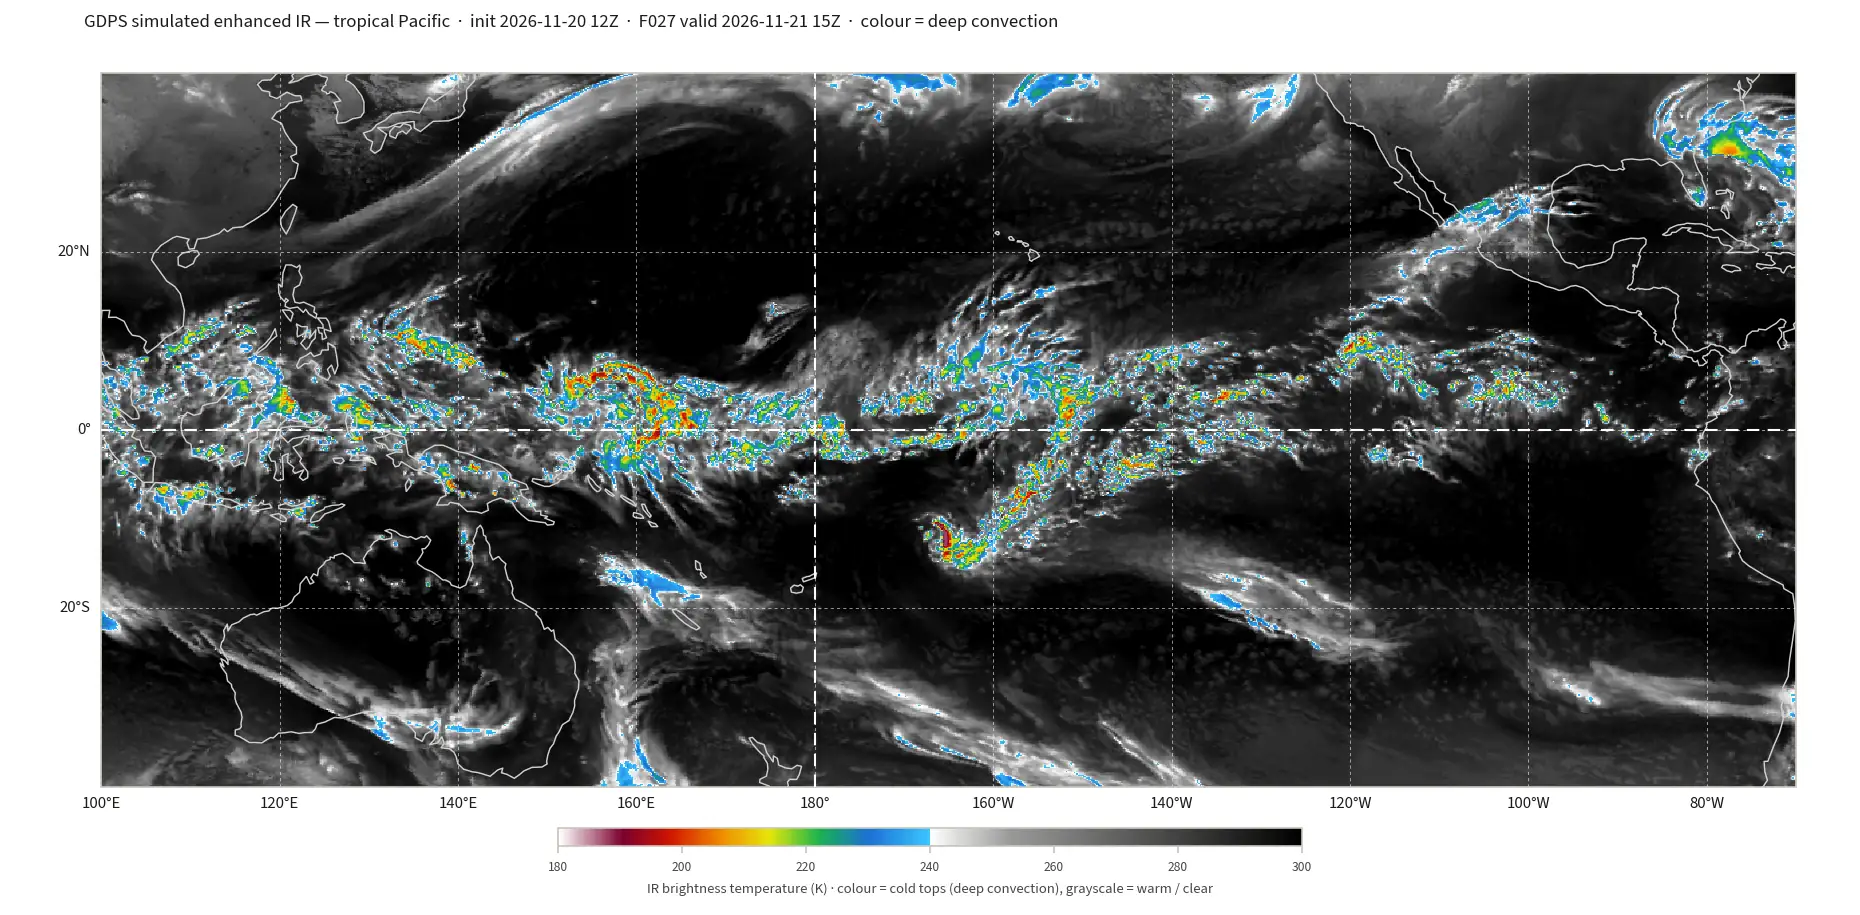 GDPS simulated enhanced IR — tropical Pacific · init 2026-11-20 12Z · F027 valid 2026-11-21 15Z · colour = deep convection
20°N
0°
20°S
100°E 120°E 140°E 160°E 180° 160°W 140°W 120°W 100°W 80°W
180 200 220 240 260 280 300
IR brightness temperature (K) · colour = cold tops (deep convection), grayscale = warm / clear